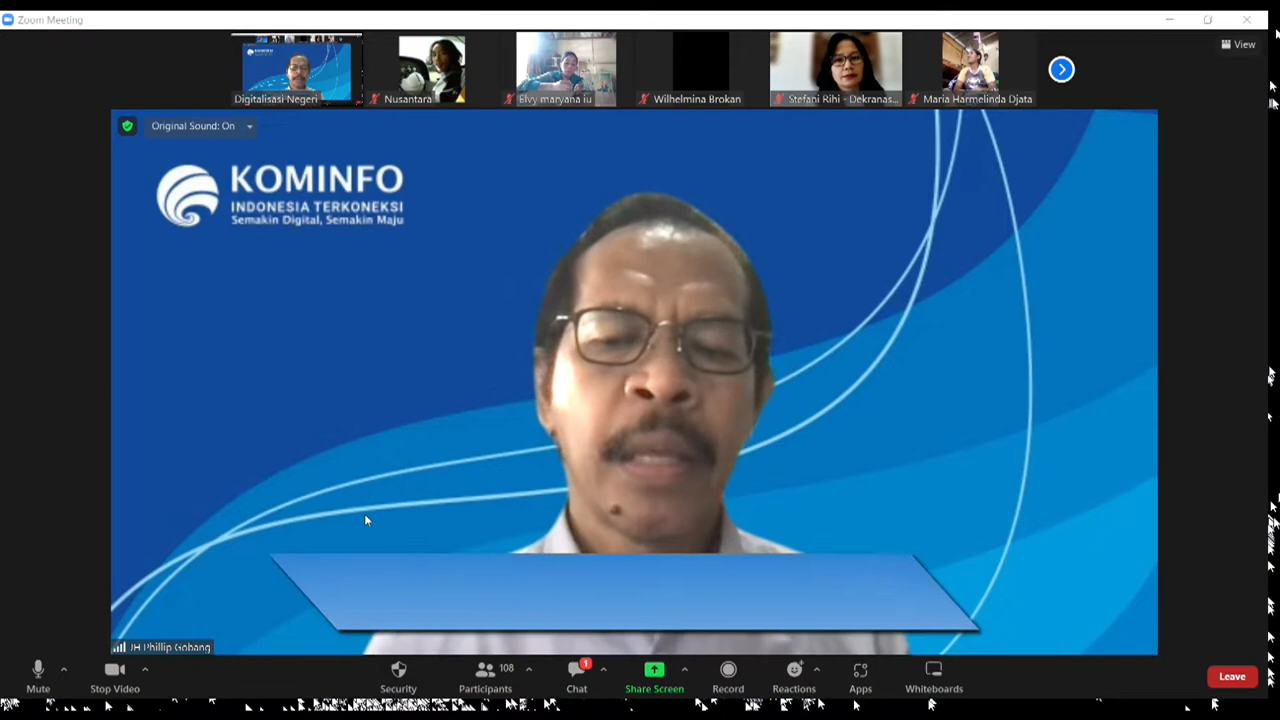 Zoom Meeting
View
Digitalisasi Negeri
Nusantara
Elvy maryana iu
Wilhelmina Brokan
Stefani Rihi - Dekranas...
Maria Harmelinda Djata
Original Sound: On
KOMINFO
INDONESIA TERKONEKSI
Semakin Digital, Semakin Maju
JH Phillip Gobang
108
1
Mute
Stop Video
Security
Participants
Chat
Share Screen
Record
Reactions
Apps
Whiteboards
Leave